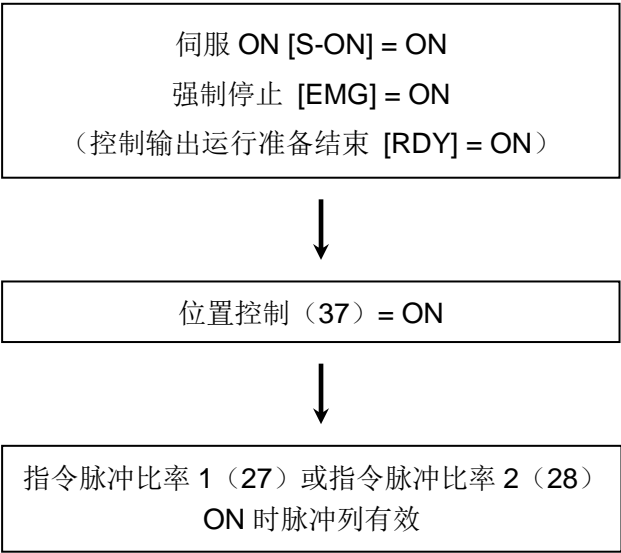 伺服 ON [S-ON] = ON
强制停止 [EMG] = ON
（控制输出运行准备结束 [RDY] = ON）
位置控制（37）= ON
指令脉冲比率 1（27）或指令脉冲比率 2（28）
ON 时脉冲列有效